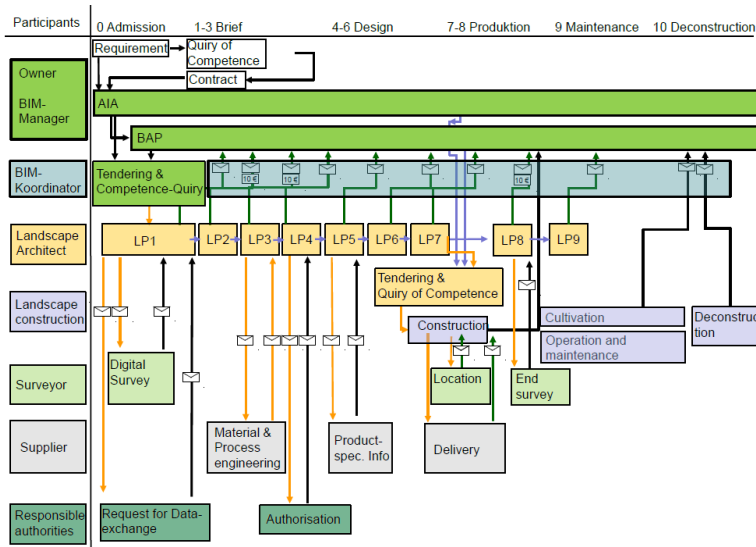 Participants
0 Admission
1-3 Brief
4-6 Design
7-8 Produktion
9 Maintenance
10 Deconstruction
Requirement
Quiry of
Competence
Contract
Owner
BIM-
Manager
AIA
BAP
BIM-
Koordinator
Tendering &
Competence-Quiry
10 €
10 €
10 €
Landscape
Architect
LP1
LP2
LP3
LP4
LP5
LP6
LP7
LP8
LP9
Tendering &
Quiry of Competence
Landscape
construction
Construction
Cultivation
Operation and
maintenance
Deconstruc
tion
Surveyor
Digital
Survey
Location
End
survey
Supplier
Material &
Process
engineering
Product-
spec. Info
Delivery
Responsible
authorities
Request for Data-
exchange
Authorisation